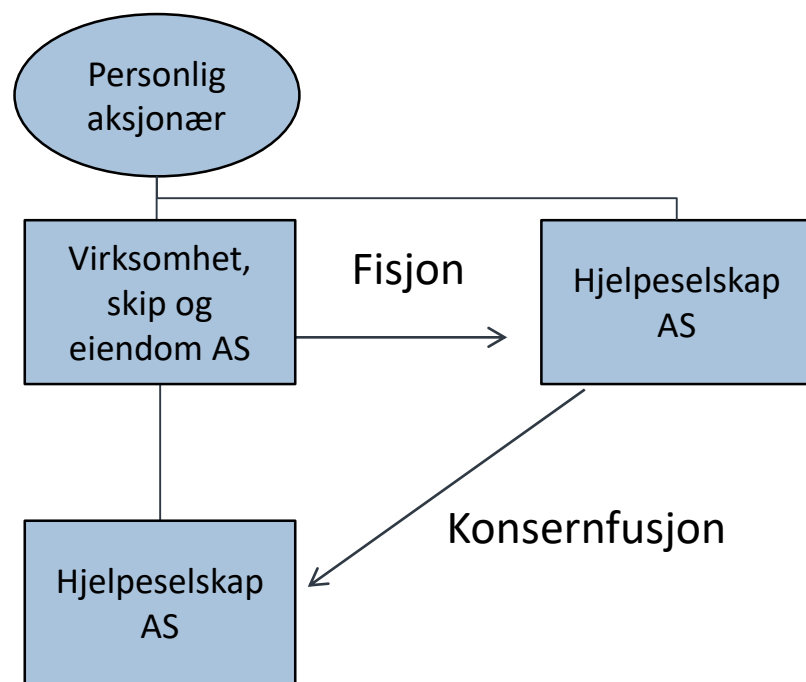 Personlig
aksjonær
Virksomhet,
skip og
eiendom AS
Fisjon
Hjelpeselskap
AS
Konsernfusjon
Hjelpeselskap
AS